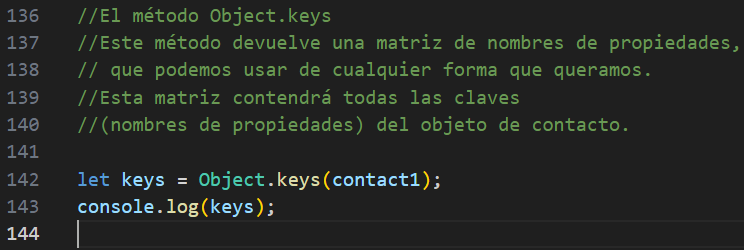 136 //El método Object.keys
137 //Este método devuelve una matriz de nombres de propiedades,
138 // que podemos usar de cualquier forma que queramos.
139 //Esta matriz contendrá todas las claves
140 //(nombres de propiedades) del objeto de contacto.
141
142 let keys = Object.keys(contact1);
143 console.log(keys);
144